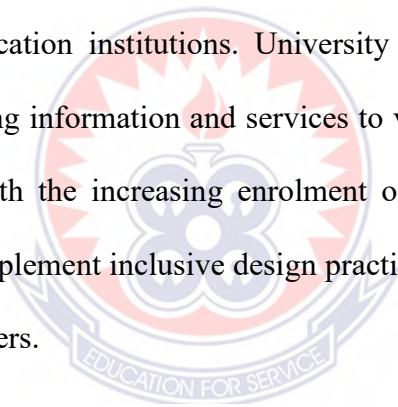 cation institutions. University
ng information and services to v
th the increasing enrolment o
plement inclusive design practi
ers.
EDUCATION FOR SERVICE